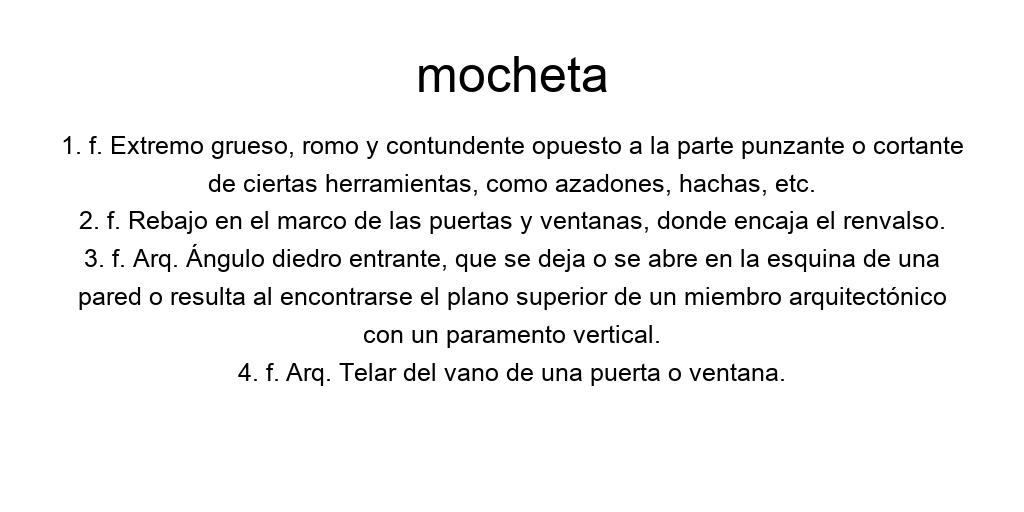 mocheta
1. f. Extremo grueso, romo y contundente opuesto a la parte punzante o cortante
de ciertas herramientas, como azadones, hachas, etc.
2. f. Rebajo en el marco de las puertas y ventanas, donde encaja el renvalso.
3. f. Arq. Ángulo diedro entrante, que se deja o se abre en la esquina de una
pared o resulta al encontrarse el plano superior de un miembro arquitectónico
con un paramento vertical.
4. f. Arq. Telar del vano de una puerta o ventana.